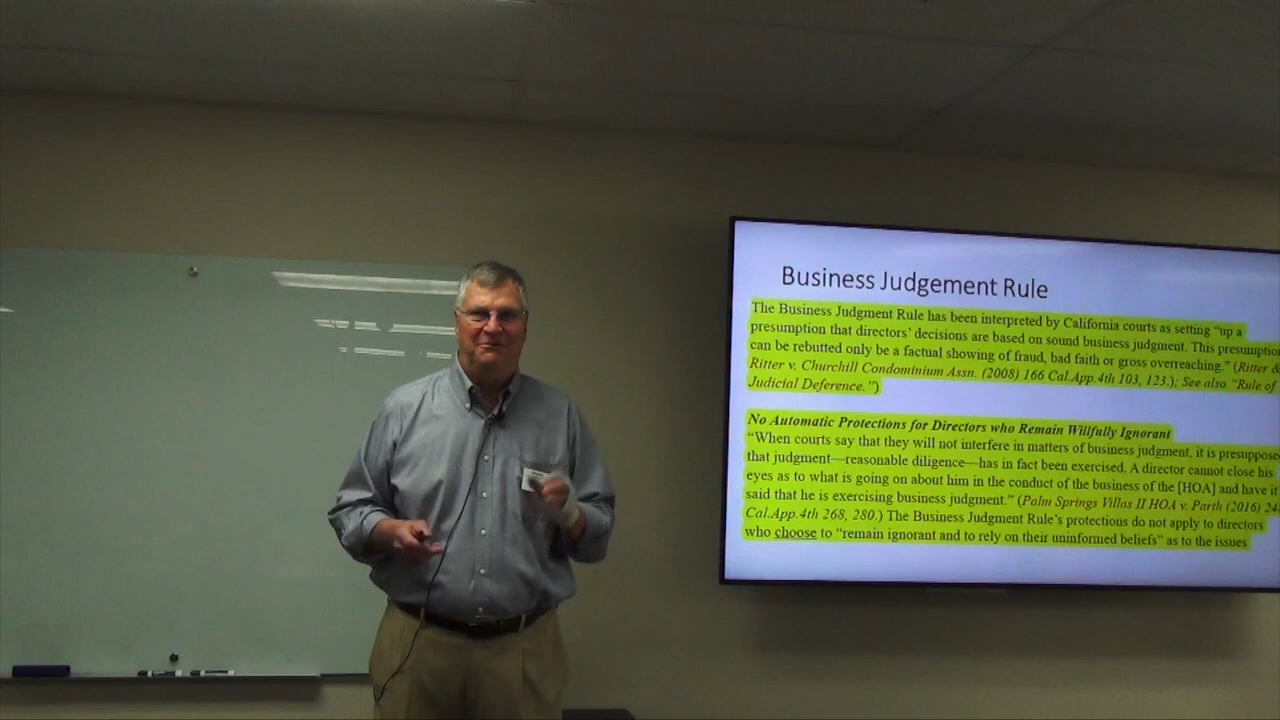 Business Judgement Rule
The Business Judgment Rule has been interpreted by California courts as setting “up a
presumption that directors’ decisions are based on sound business judgment. This presumption
can be rebutted only be a factual showing of fraud, bad faith or gross overreaching.” (Ritter &
Ritter v. Churchill Condominium Assn. (2008) 166 Cal.App.4th 103, 123.); See also “Rule of
Judicial Deference.”)
No Automatic Protections for Directors who Remain Willfully Ignorant
“When courts say that they will not interfere in matters of business judgment, it is presuppose
that judgment—reasonable diligence—has in fact been exercised. A director cannot close his
eyes as to what is going on about him in the conduct of the business of the [HOA] and have it
said that he is exercising business judgment.” (Palm Springs Villas II HOA v. Parth (2016) 24
Cal.App.4th 268, 280.) The Business Judgment Rule’s protections do not apply to directors
who choose to “remain ignorant and to rely on their uninformed beliefs” as to the issues